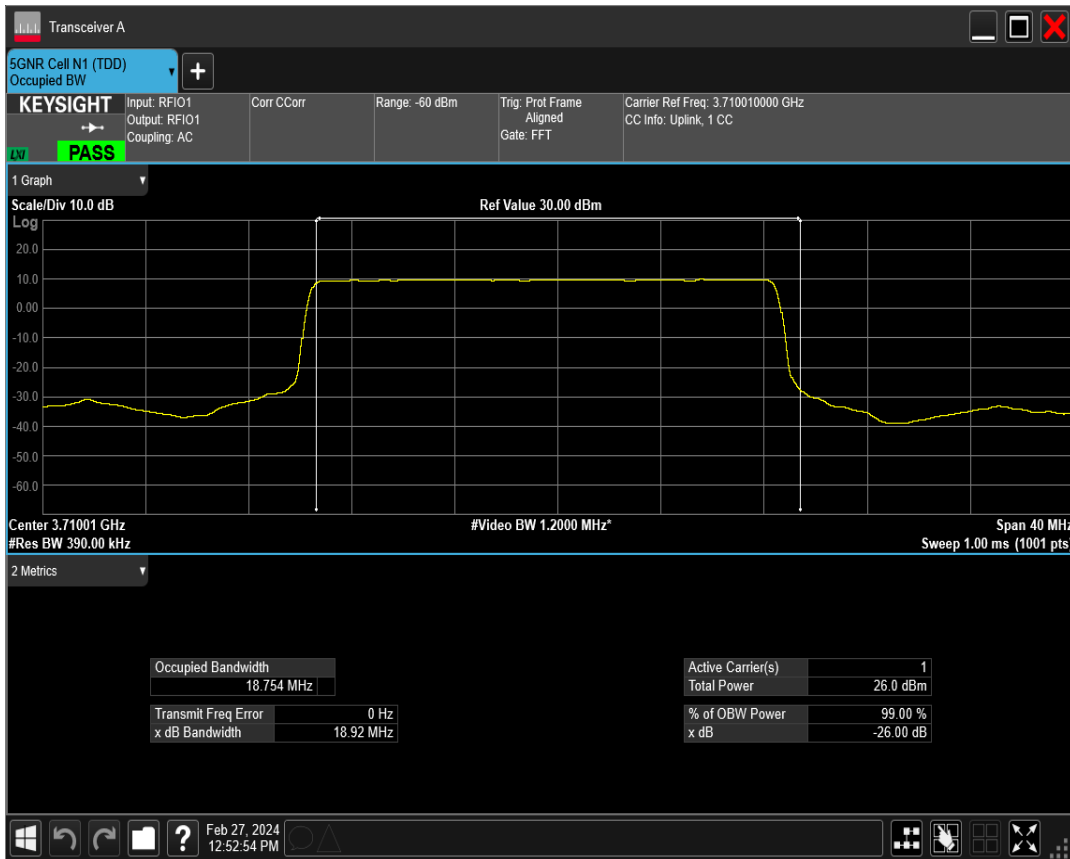 Transceiver A
5GNR Cell N1 (TDD)
Occupied BW
+
KEYSIGHT
LXI
PASS
Input: RFIO1
Output: RFIO1
Coupling: AC
Corr CCorr
Range: -60 dBm
Trig: Prot Frame
Aligned
Gate: FFT
Carrier Ref Freq: 3.710010000 GHz
CC Info: Uplink, 1 CC
1 Graph
Scale/Div 10.0 dB
Ref Value 30.00 dBm
Log
20.0
10.0
0.00
-10.0
-20.0
-30.0
-40.0
-50.0
-60.0
Center 3.71001 GHz
#Video BW 1.2000 MHz*
Span 40 MHz
#Res BW 390.00 kHz
Sweep 1.00 ms (1001 pts)
2 Metrics
Occupied Bandwidth
18.754 MHz
Transmit Freq Error 0 Hz
x dB Bandwidth 18.92 MHz
Active Carrier(s) 1
Total Power 26.0 dBm
% of OBW Power 99.00 %
x dB -26.00 dB
?
Feb 27, 2024
12:52:54 PM